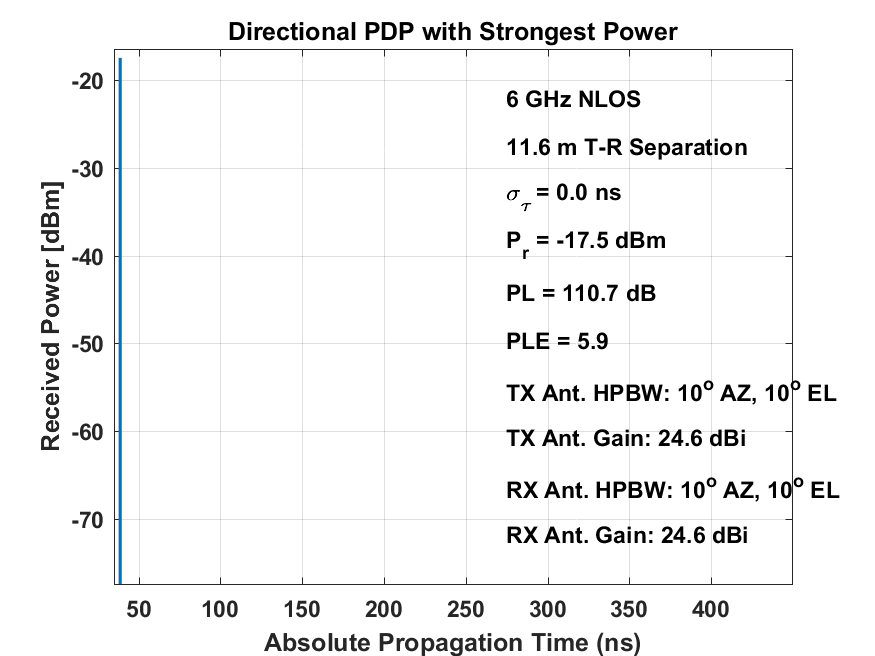 Directional PDP with Strongest Power
Received Power [dBm]
-20
-30
-40
-50
-60
-70
6 GHz NLOS
11.6 m T-R Separation
σ_τ = 0.0 ns
P_r = -17.5 dBm
PL = 110.7 dB
PLE = 5.9
TX Ant. HPBW: 10° AZ, 10° EL
TX Ant. Gain: 24.6 dBi
RX Ant. HPBW: 10° AZ, 10° EL
RX Ant. Gain: 24.6 dBi
50 100 150 200 250 300 350 400
Absolute Propagation Time (ns)